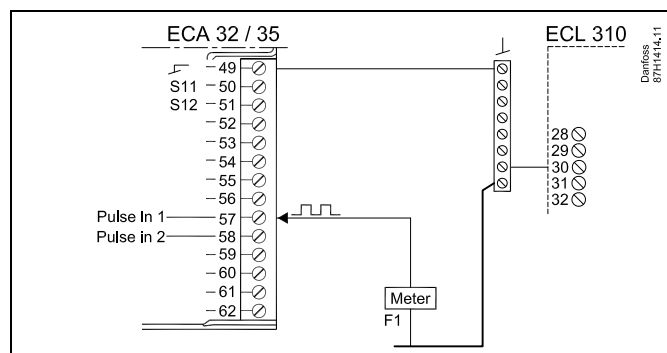 ECA 32 / 35
ECL 310
Danfoss
87H1414.11
49
S11 50
S12 51
52
53
54
55
56
Pulse In 1 57
Pulse in 2 58
59
60
61
62
28
29
30
31
32
Meter
F1